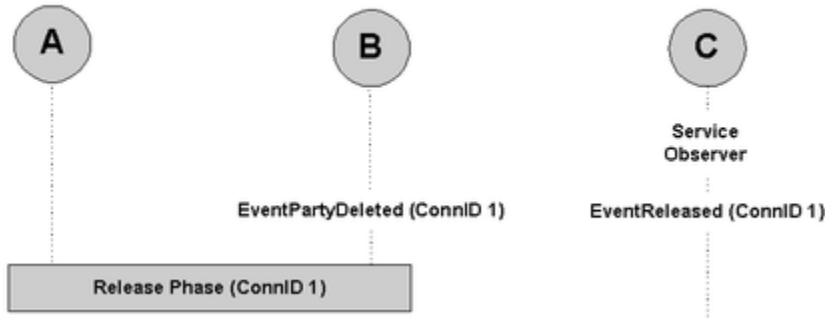 A
B
C
Service
Observer
EventPartyDeleted (ConnID 1)
EventReleased (ConnID 1)
Release Phase (ConnID 1)